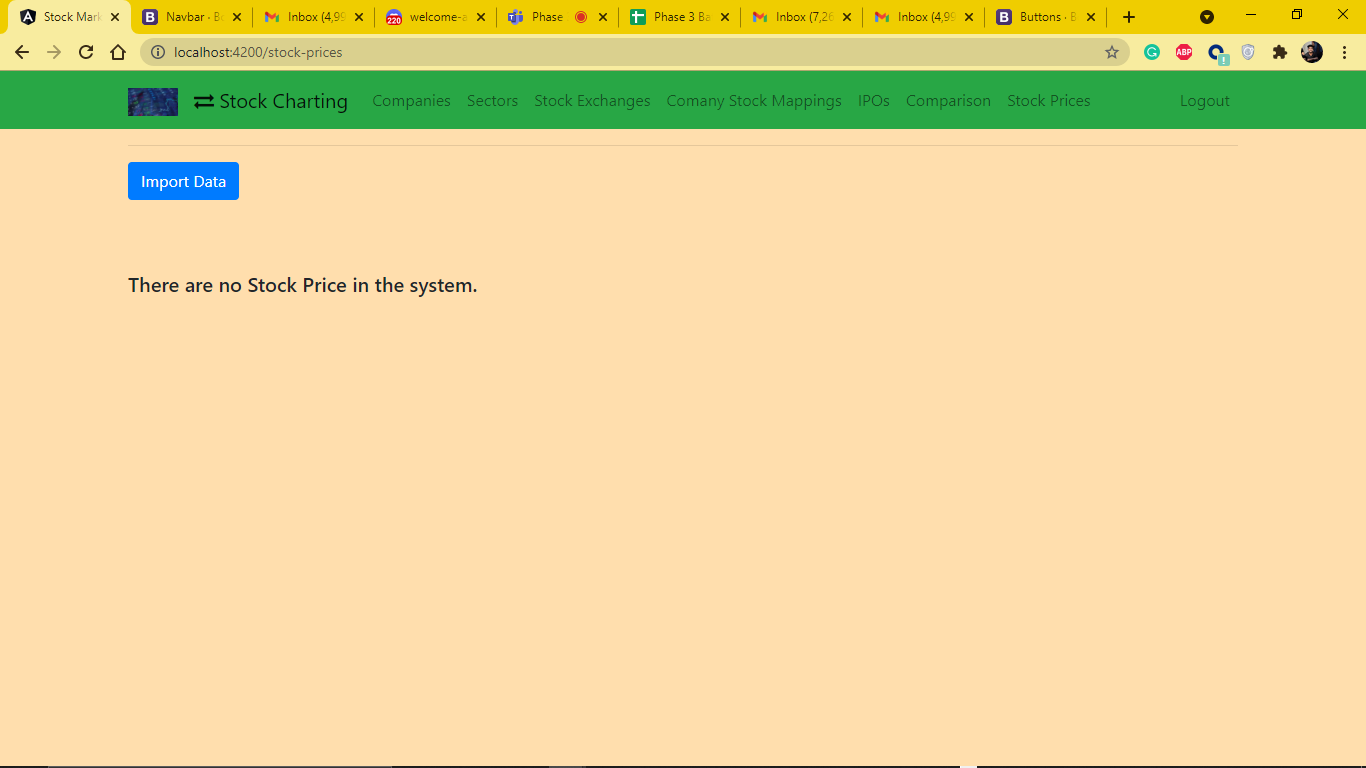 Stock Mark Navbar · B Inbox (4,99 welcome-a Phase Phase 3 Ba Inbox (7,26 Inbox (4,99 Buttons · B
localhost:4200/stock-prices ABP
Stock Charting Companies Sectors Stock Exchanges Comany Stock Mappings IPOs Comparison Stock Prices Logout
Import Data
There are no Stock Price in the system.